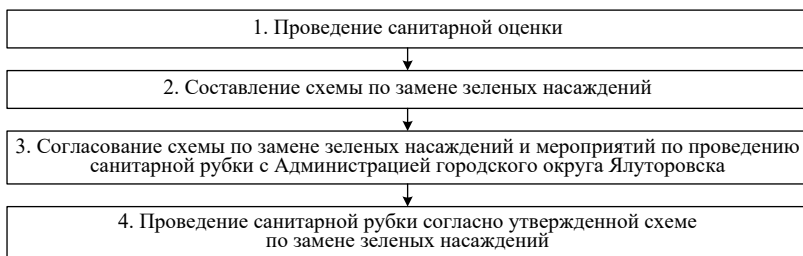 1. Проведение санитарной оценки
2. Составление схемы по замене зеленых насаждений
3. Согласование схемы по замене зеленых насаждений и мероприятий по проведению
санитарной рубки с Администрацией городского округа Ялуторовска
4. Проведение санитарной рубки согласно утвержденной схеме
по замене зеленых насаждений